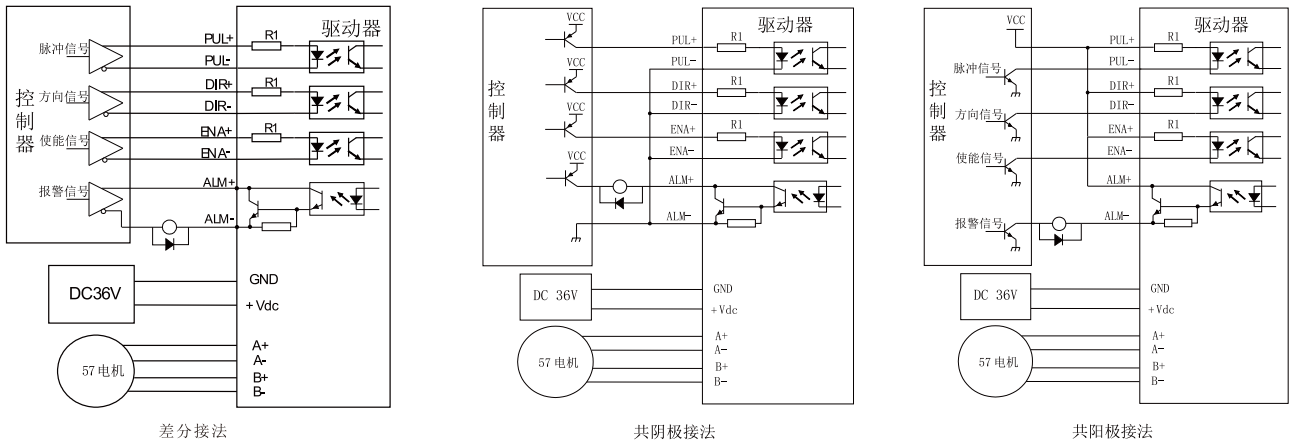 驱动器
脉冲信号
PUL+
R1
PUL-
DIR+
R1
方向信号
DIR-
控制器
ENA+
R1
使能信号
ENA-
ALM+
报警信号
ALM-
DC36V
GND
+Vdc
57电机
A+
A-
B+
B-
差分接法
VCC
驱动器
PUL+
R1
PUL-
VCC
DIR+
R1
控制器
DIR-
VCC
ENA+
R1
ENA-
VCC
ALM+
ALM-
DC 36V
GND
+Vdc
57电机
A+
A-
B+
B-
共阴极接法
VCC
驱动器
PUL+
R1
PUL-
脉冲信号
DIR+
R1
控制器
DIR-
方向信号
ENA+
R1
ENA-
使能信号
ALM+
ALM-
报警信号
DC 36V
GND
+Vdc
57电机
A+
A-
B+
B-
共阳极接法